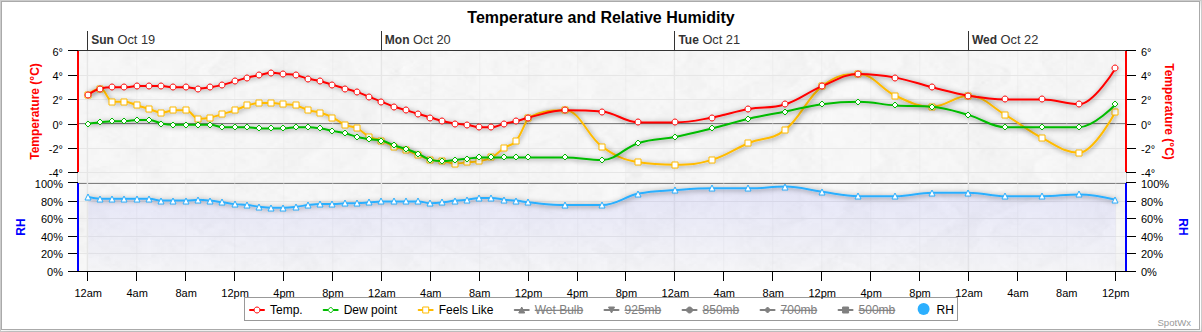 Temperature and Relative Humidity
Sun Oct 19 Mon Oct 20 Tue Oct 21 Wed Oct 22
6° 6°
4° 4°
2° 2°
0° 0°
-2° -2°
-4° -4°
Temperature (°C) Temperature (°C)
100% 100%
80% 80%
60% 60%
40% 40%
20% 20%
0% 0%
RH RH
12am 4am 8am 12pm 4pm 8pm 12am 4am 8am 12pm 4pm 8pm 12am 4am 8am 12pm 4pm 8pm 12am 4am 8am 12pm
Temp. Dew point Feels Like Wet Bulb 925mb 850mb 700mb 500mb RH
SpotWx